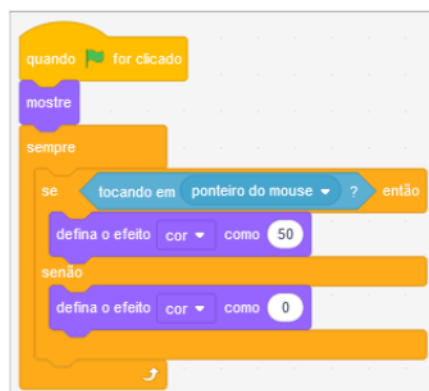 quando for clicado
mostre
sempre
se tocando em ponteiro do mouse ? então
defina o efeito cor como 50
senão
defina o efeito cor como 0